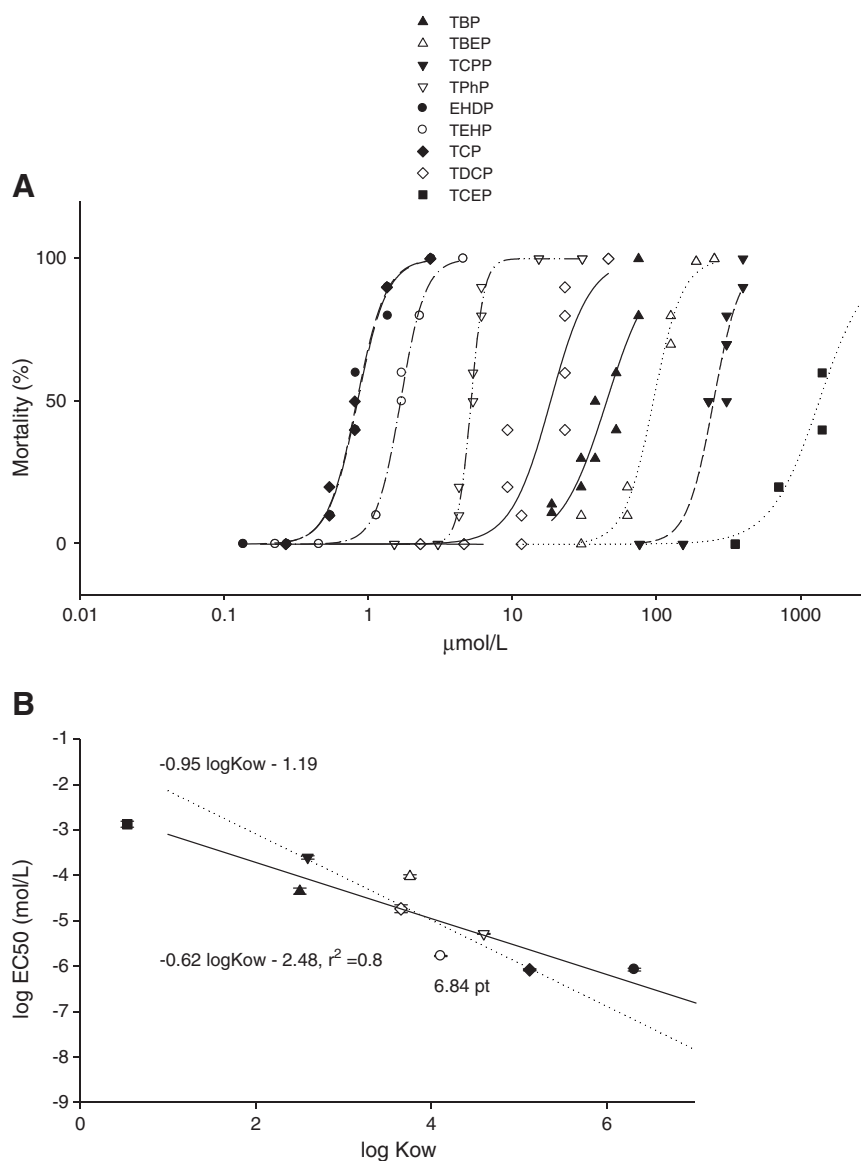 TBP
TBEP
TCPP
TPhP
EHDP
TEHP
TCP
TDCP
TCEP
A
100
50
0
Mortality (%)
0.01 0.1 1 10 100 1000
μmol/L
B
-1
-2
-3
-4
-5
-6
-7
-8
-9
log EC50 (mol/L)
-0.95 logKow - 1.19
-0.62 logKow - 2.48, r² =0.8
6.84 pt
0 2 4 6
log Kow